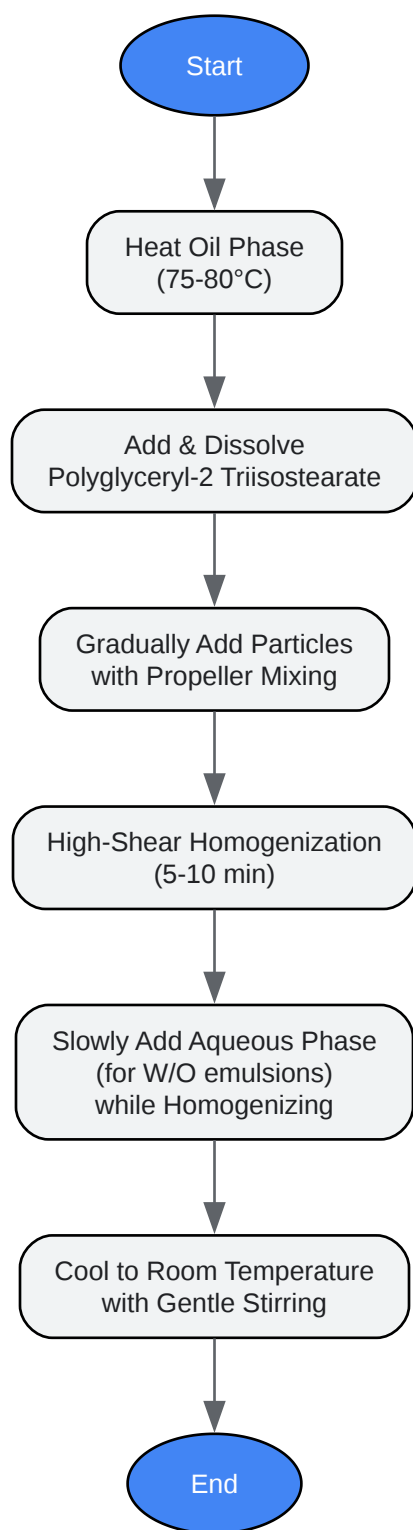 Start
Heat Oil Phase
(75-80°C)
Add & Dissolve
Polyglyceryl-2 Triisostearate
Gradually Add Particles
with Propeller Mixing
High-Shear Homogenization
(5-10 min)
Slowly Add Aqueous Phase
(for W/O emulsions)
while Homogenizing
Cool to Room Temperature
with Gentle Stirring
End